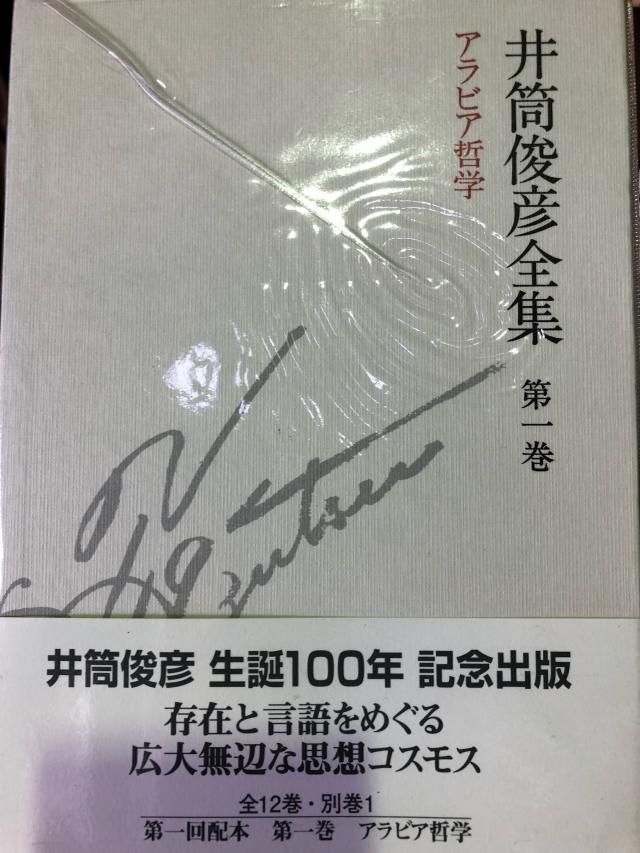 井筒俊彦全集 第一巻
アラビア哲学
T. Izutsu
井筒俊彦 生誕100年 記念出版
存在と言語をめぐる
広大無辺な思想コスモス
全12巻・別巻1
第一回配本 第一巻 アラビア哲学